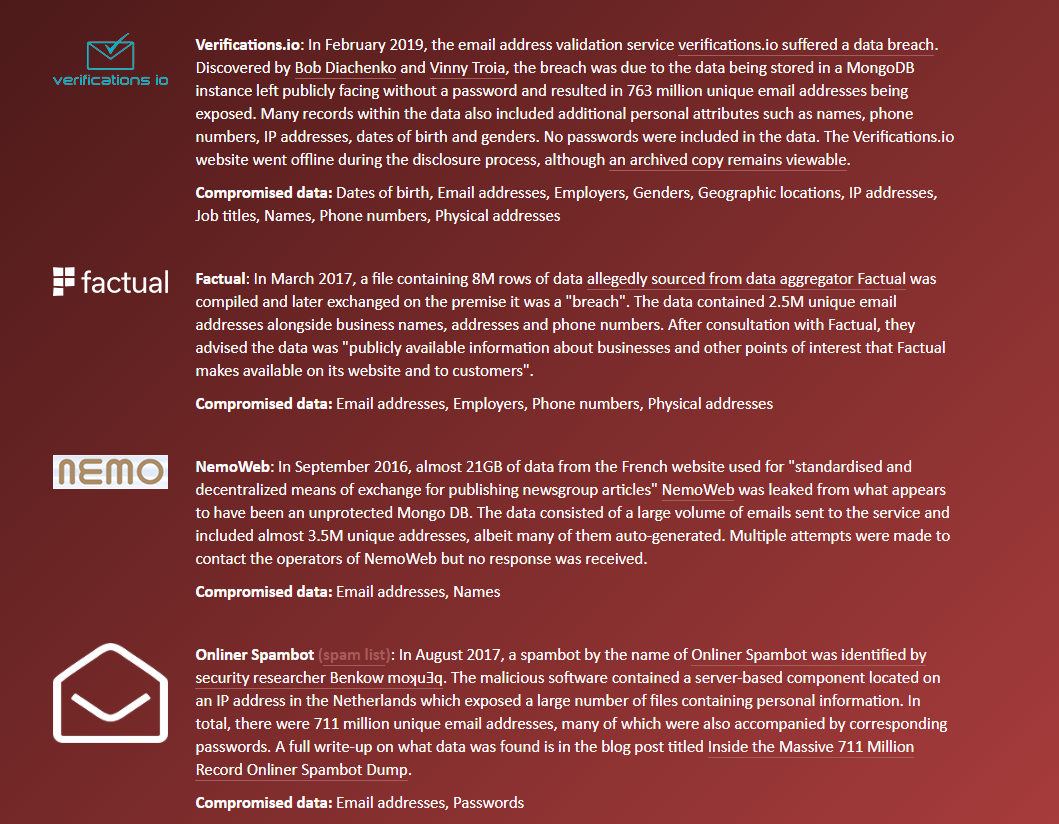 verifications io
Verifications.io: In February 2019, the email address validation service verifications.io suffered a data breach.
Discovered by Bob Diachenko and Vinny Troia, the breach was due to the data being stored in a MongoDB
instance left publicly facing without a password and resulted in 763 million unique email addresses being
exposed. Many records within the data also included additional personal attributes such as names, phone
numbers, IP addresses, dates of birth and genders. No passwords were included in the data. The Verifications.io
website went offline during the disclosure process, although an archived copy remains viewable.
Compromised data: Dates of birth, Email addresses, Employers, Genders, Geographic locations, IP addresses,
Job titles, Names, Phone numbers, Physical addresses
factual
Factual: In March 2017, a file containing 8M rows of data allegedly sourced from data aggregator Factual was
compiled and later exchanged on the premise it was a "breach". The data contained 2.5M unique email
addresses alongside business names, addresses and phone numbers. After consultation with Factual, they
advised the data was "publicly available information about businesses and other points of interest that Factual
makes available on its website and to customers".
Compromised data: Email addresses, Employers, Phone numbers, Physical addresses
nemo
NemoWeb: In September 2016, almost 21GB of data from the French website used for "standardised and
decentralized means of exchange for publishing newsgroup articles" NemoWeb was leaked from what appears
to have been an unprotected Mongo DB. The data consisted of a large volume of emails sent to the service and
included almost 3.5M unique addresses, albeit many of them auto-generated. Multiple attempts were made to
contact the operators of NemoWeb but no response was received.
Compromised data: Email addresses, Names
Onliner Spambot (spam list): In August 2017, a spambot by the name of Onliner Spambot was identified by
security researcher Benkow moʞuƎq. The malicious software contained a server-based component located on
an IP address in the Netherlands which exposed a large number of files containing personal information. In
total, there were 711 million unique email addresses, many of which were also accompanied by corresponding
passwords. A full write-up on what data was found is in the blog post titled Inside the Massive 711 Million
Record Onliner Spambot Dump.
Compromised data: Email addresses, Passwords